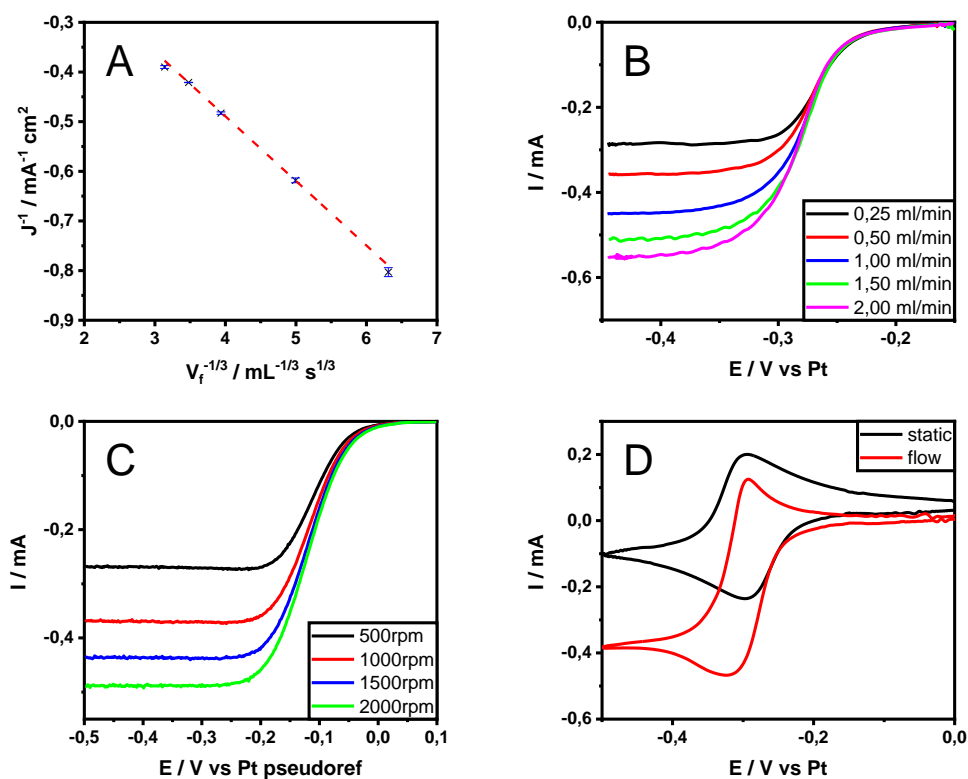 A
-0,3
-0,4
-0,5
-0,6
-0,7
-0,8
-0,9
2 3 4 5 6 7
J⁻¹ / mA⁻¹ cm²
V_f⁻¹/³ / mL⁻¹/³ s¹/³
B
0,0
-0,2
-0,4
-0,6
-0,4 -0,3 -0,2
I / mA
E / V vs Pt
0,25 ml/min
0,50 ml/min
1,00 ml/min
1,50 ml/min
2,00 ml/min
C
0,0
-0,2
-0,4
-0,5 -0,4 -0,3 -0,2 -0,1 0,0 0,1
I / mA
E / V vs Pt pseudoref
500rpm
1000rpm
1500rpm
2000rpm
D
0,4
0,2
0,0
-0,2
-0,4
-0,6
-0,4 -0,2 0,0
I / mA
E / V vs Pt
static
flow